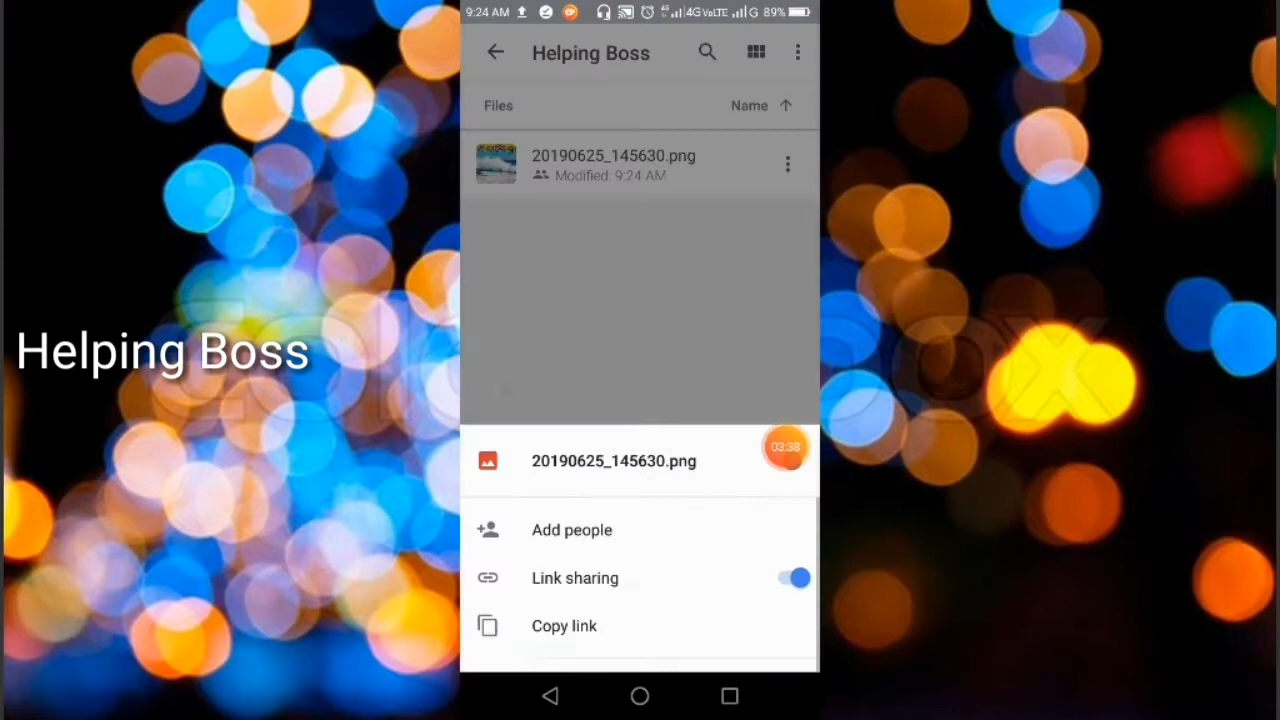 9:24 AM 4G 4G VoLTE G 89%
Helping Boss
Files Name
20190625_145630.png
Modified: 9:24 AM
Helping Boss
03:38
20190625_145630.png
Add people
Link sharing
Copy link